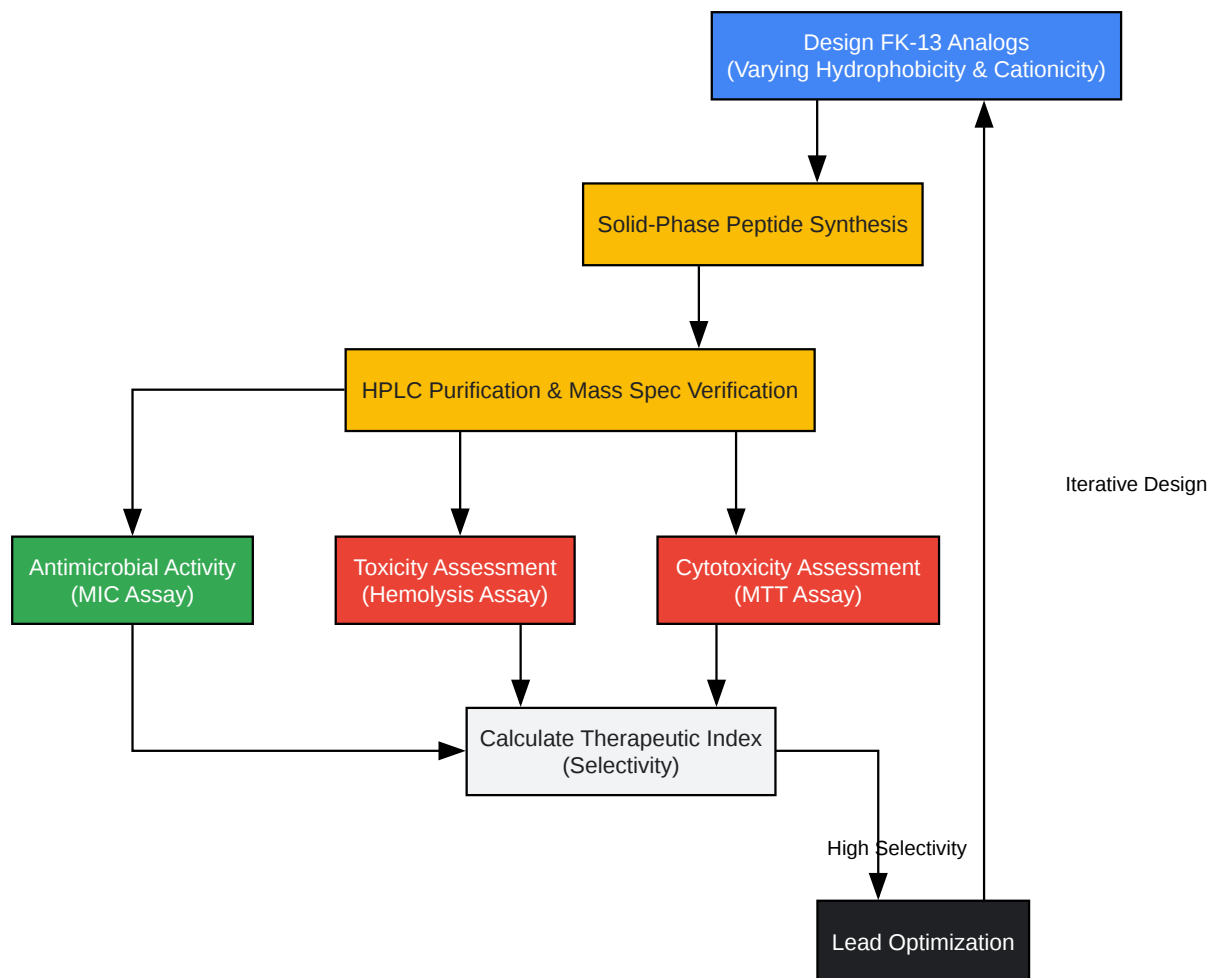 Design FK-13 Analogs
(Varying Hydrophobicity & Cationicity)
Solid-Phase Peptide Synthesis
HPLC Purification & Mass Spec Verification
Iterative Design
Antimicrobial Activity
(MIC Assay)
Toxicity Assessment
(Hemolysis Assay)
Cytotoxicity Assessment
(MTT Assay)
Calculate Therapeutic Index
(Selectivity)
High Selectivity
Lead Optimization